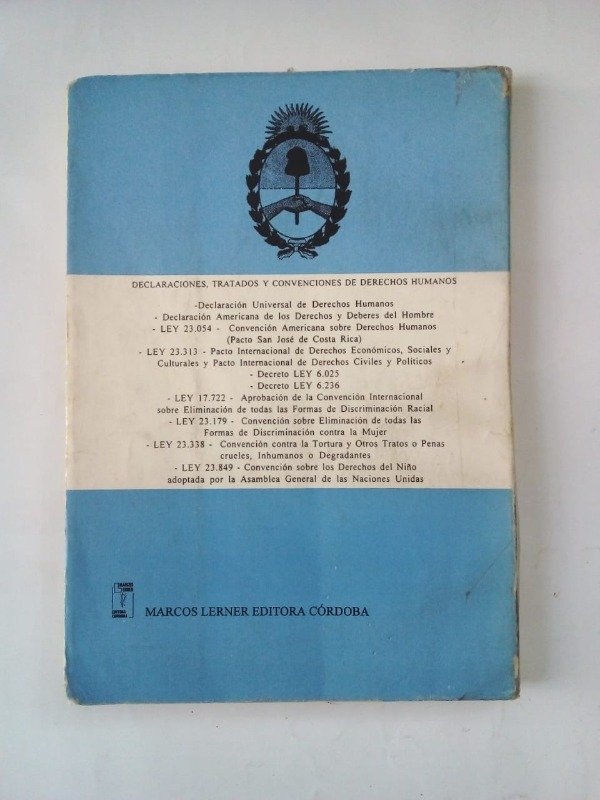 DECLARACIONES, TRATADOS Y CONVENCIONES DE DERECHOS HUMANOS
-Declaración Universal de Derechos Humanos
- Declaración Americana de los Derechos y Deberes del Hombre
- LEY 23.054 - Convención Americana sobre Derechos Humanos
(Pacto San José de Costa Rica)
- LEY 23.313 - Pacto Internacional de Derechos Económicos, Sociales y
Culturales y Pacto Internacional de Derechos Civiles y Políticos
- Decreto LEY 6.025
- Decreto LEY 6.236
- LEY 17.722 - Aprobación de la Convención Internacional
sobre Eliminación de todas las Formas de Discriminación Racial
- LEY 23.179 - Convención sobre Eliminación de todas las
Formas de Discriminación contra la Mujer
- LEY 23.338 - Convención contra la Tortura y Otros Tratos o Penas
crueles, Inhumanos o Degradantes
- LEY 23.849 - Convención sobre los Derechos del Niño
adoptada por la Asamblea General de las Naciones Unidas
MARCOS
LERNER
EDITORA
CORDOBA
MARCOS LERNER EDITORA CÓRDOBA